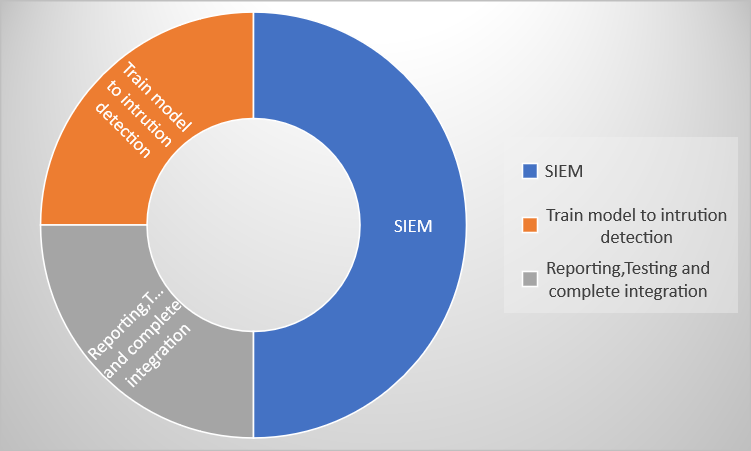 Train model
to intrution
detection
SIEM
Reporting,T...
and complete
integration
SIEM
Train model to intrution
detection
Reporting,Testing and
complete integration